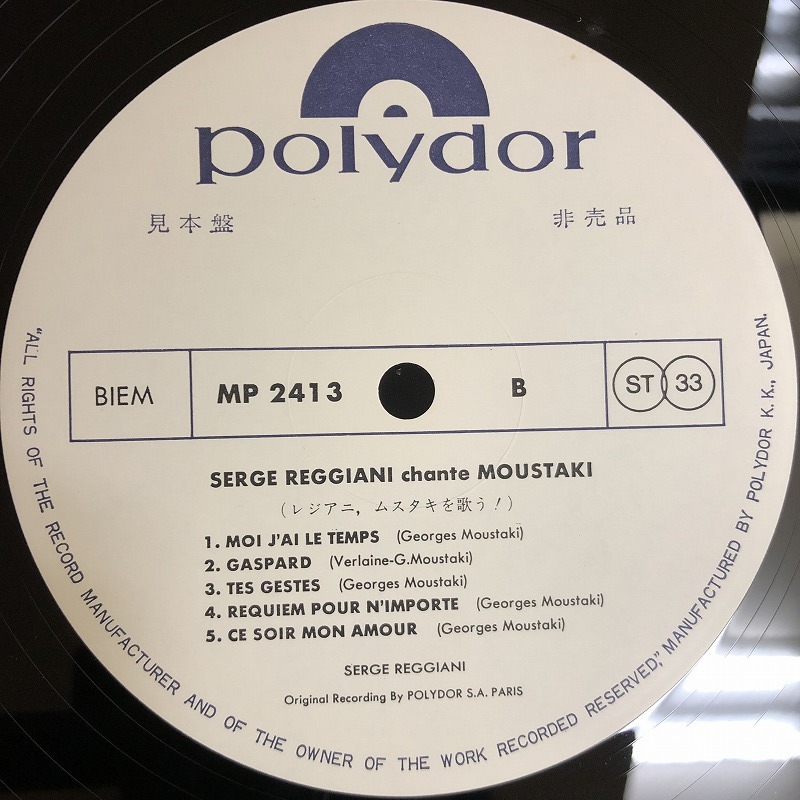 polydor
見本盤 非売品
BIEM MP 2413 B ST 33
SERGE REGGIANI chante MOUSTAKI
(レジアニ, ムスタキを歌う!)
1. MOI J'AI LE TEMPS (Georges Moustaki)
2. GASPARD (Verlaine-G.Moustaki)
3. TES GESTES (Georges Moustaki)
4. REQUIEM POUR N'IMPORTE (Georges Moustaki)
5. CE SOIR MON AMOUR (Georges Moustaki)
SERGE REGGIANI
Original Recording By POLYDOR S.A. PARIS
"ALL RIGHTS OF THE RECORD MANUFACTURER AND OF THE OWNER OF THE WORK RECORDED RESERVED," MANUFACTURED BY POLYDOR K.K., JAPAN.